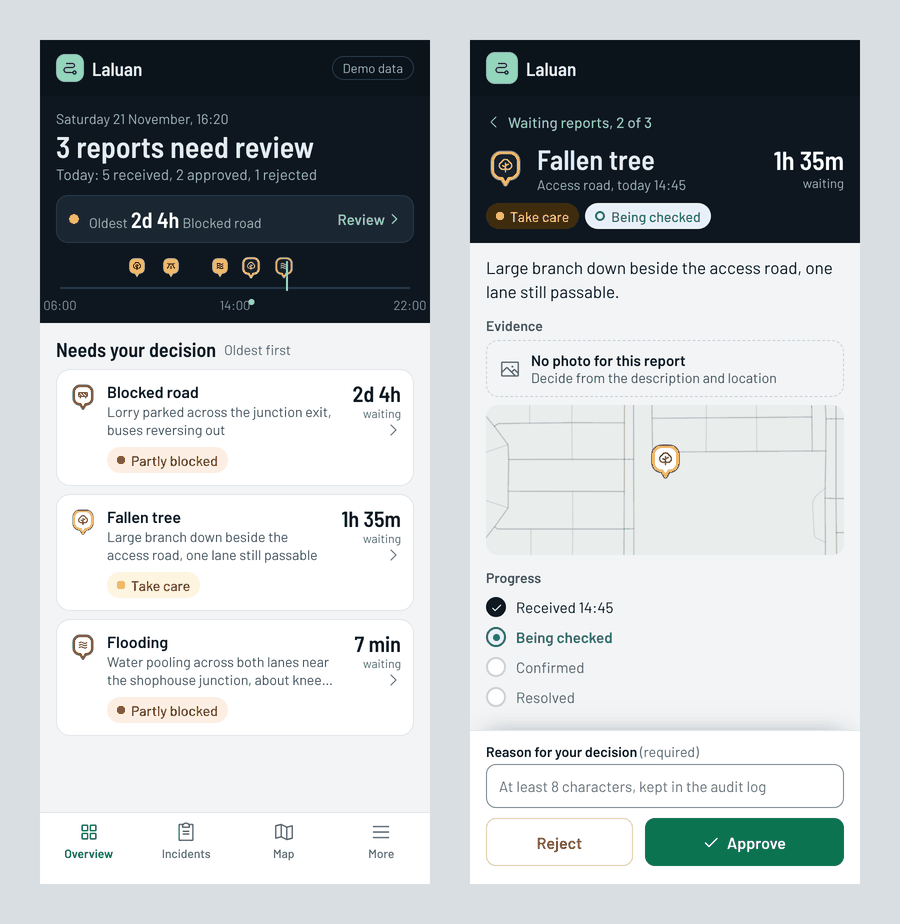 Laluan
Demo data
Saturday 21 November, 16:20
3 reports need review
Today: 5 received, 2 approved, 1 rejected
Oldest 2d 4h Blocked road
Review
06:00
14:00
22:00
Needs your decision Oldest first
Blocked road
2d 4h
Lorry parked across the junction exit,
waiting
buses reversing out
Partly blocked
Fallen tree
1h 35m
Large branch down beside the
waiting
access road, one lane still passable
Take care
Flooding
7 min
Water pooling across both lanes near
waiting
the shophouse junction, about knee...
Partly blocked
Overview
Incidents
Map
More
Laluan
Waiting reports, 2 of 3
Fallen tree
1h 35m
Access road, today 14:45
waiting
Take care
Being checked
Large branch down beside the access road, one
lane still passable.
Evidence
No photo for this report
Decide from the description and location
Progress
Received 14:45
Being checked
Confirmed
Resolved
Reason for your decision (required)
At least 8 characters, kept in the audit log
Reject
Approve